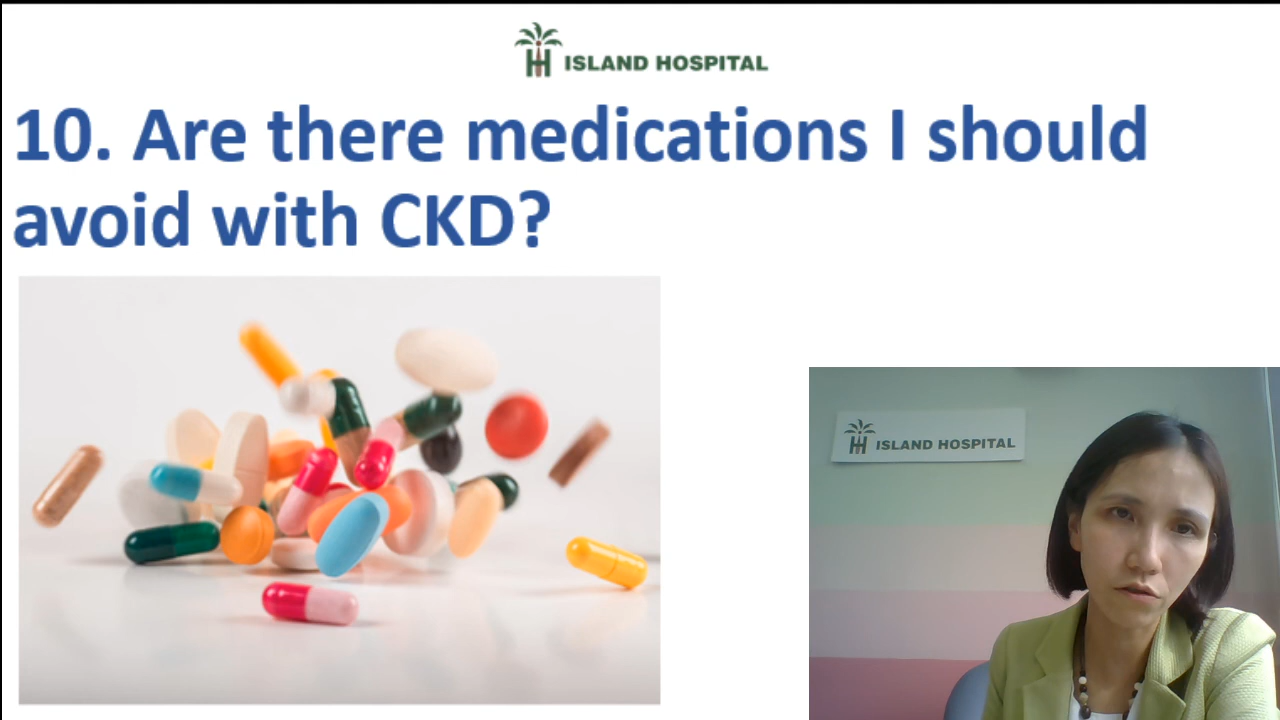 ISLAND HOSPITAL
10. Are there medications I should
avoid with CKD?
ISLAND HOSPITAL